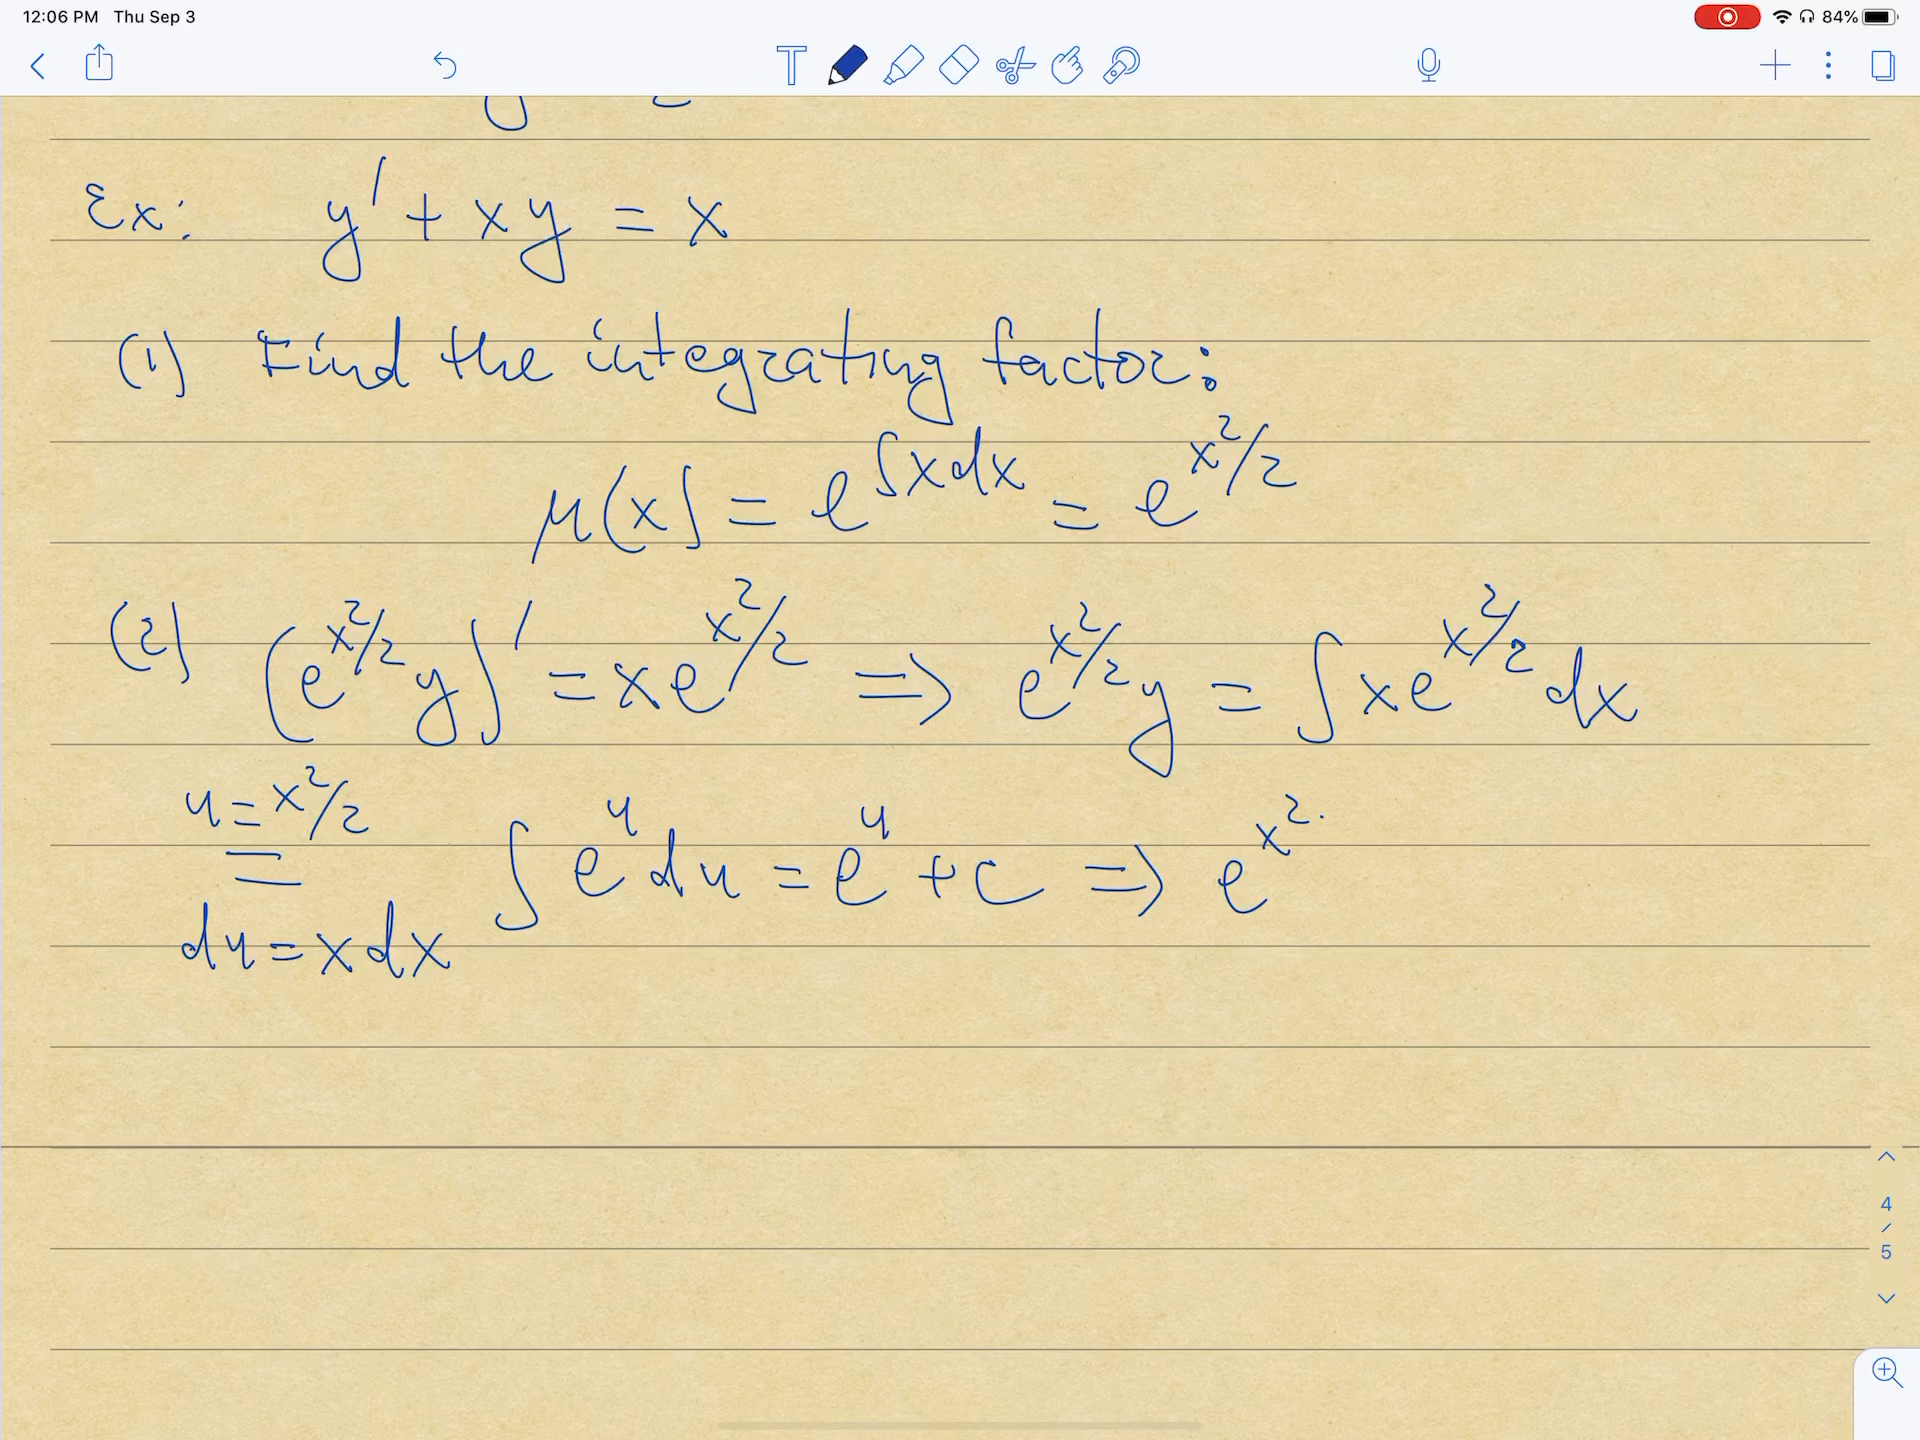 12:06 PM Thu Sep 3 84%
T
Ex: y' + xy = x
(1) Find the integrating factor:
μ(x) = e^{∫x dx} = e^{x²/2}
(2) (e^{x²/2} y)' = x e^{x²/2} => e^{x²/2} y = ∫ x e^{x²/2} dx
u = x²/2
= ∫ e^u du = e^u + c => e^{x²}
du = x dx
4
/
5